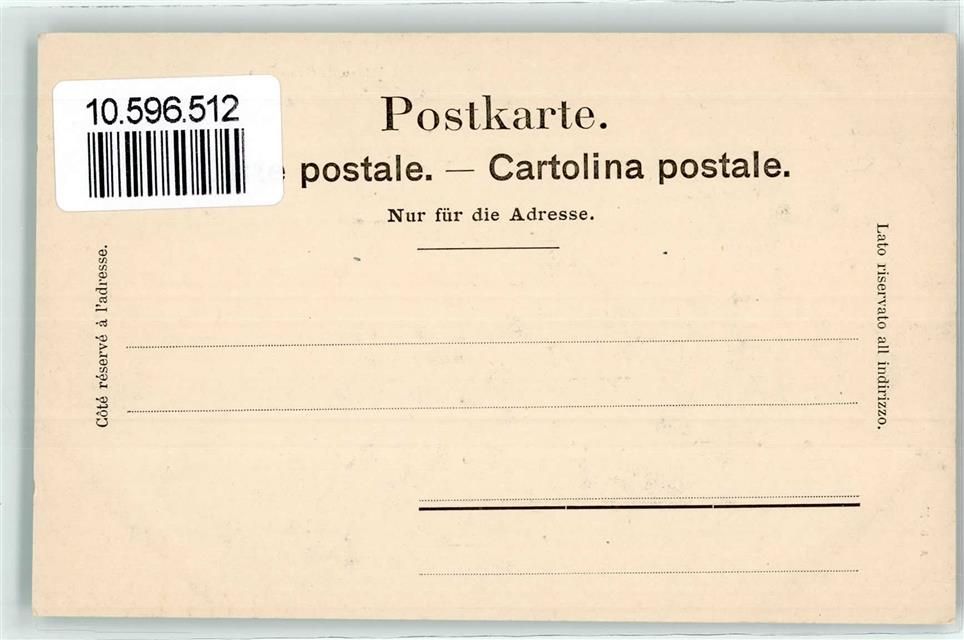 10.596.512
Postkarte.
postale. — Cartolina postale.
Nur für die Adresse.
Côté réservé à l'adresse.
Lato riservato all indirizzo.